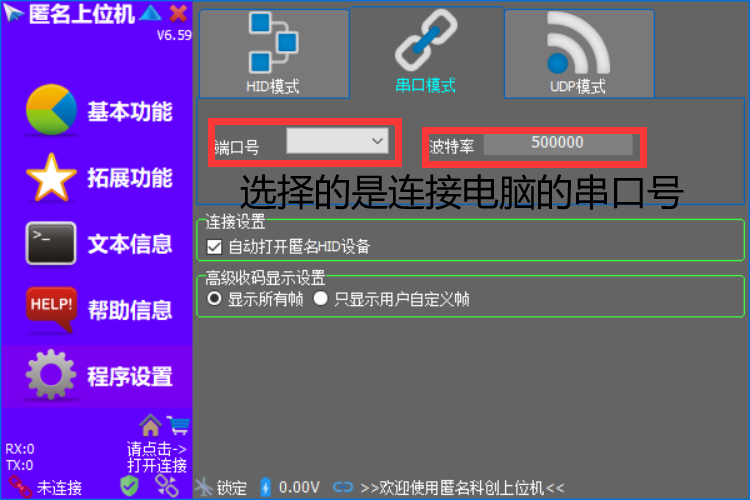 匿名上位机
V6.59
基本功能
拓展功能
>_
文本信息
HELP!
帮助信息
程序设置
RX:0
TX:0
请点击->
打开连接
未连接
HID模式
串口模式
UDP模式
端口号
波特率
500000
选择的是连接电脑的串口号
连接设置
自动打开匿名HID设备
高级收码显示设置
显示所有帧
只显示用户自定义帧
锁定
0.00V
>>欢迎使用匿名科创上位机<<